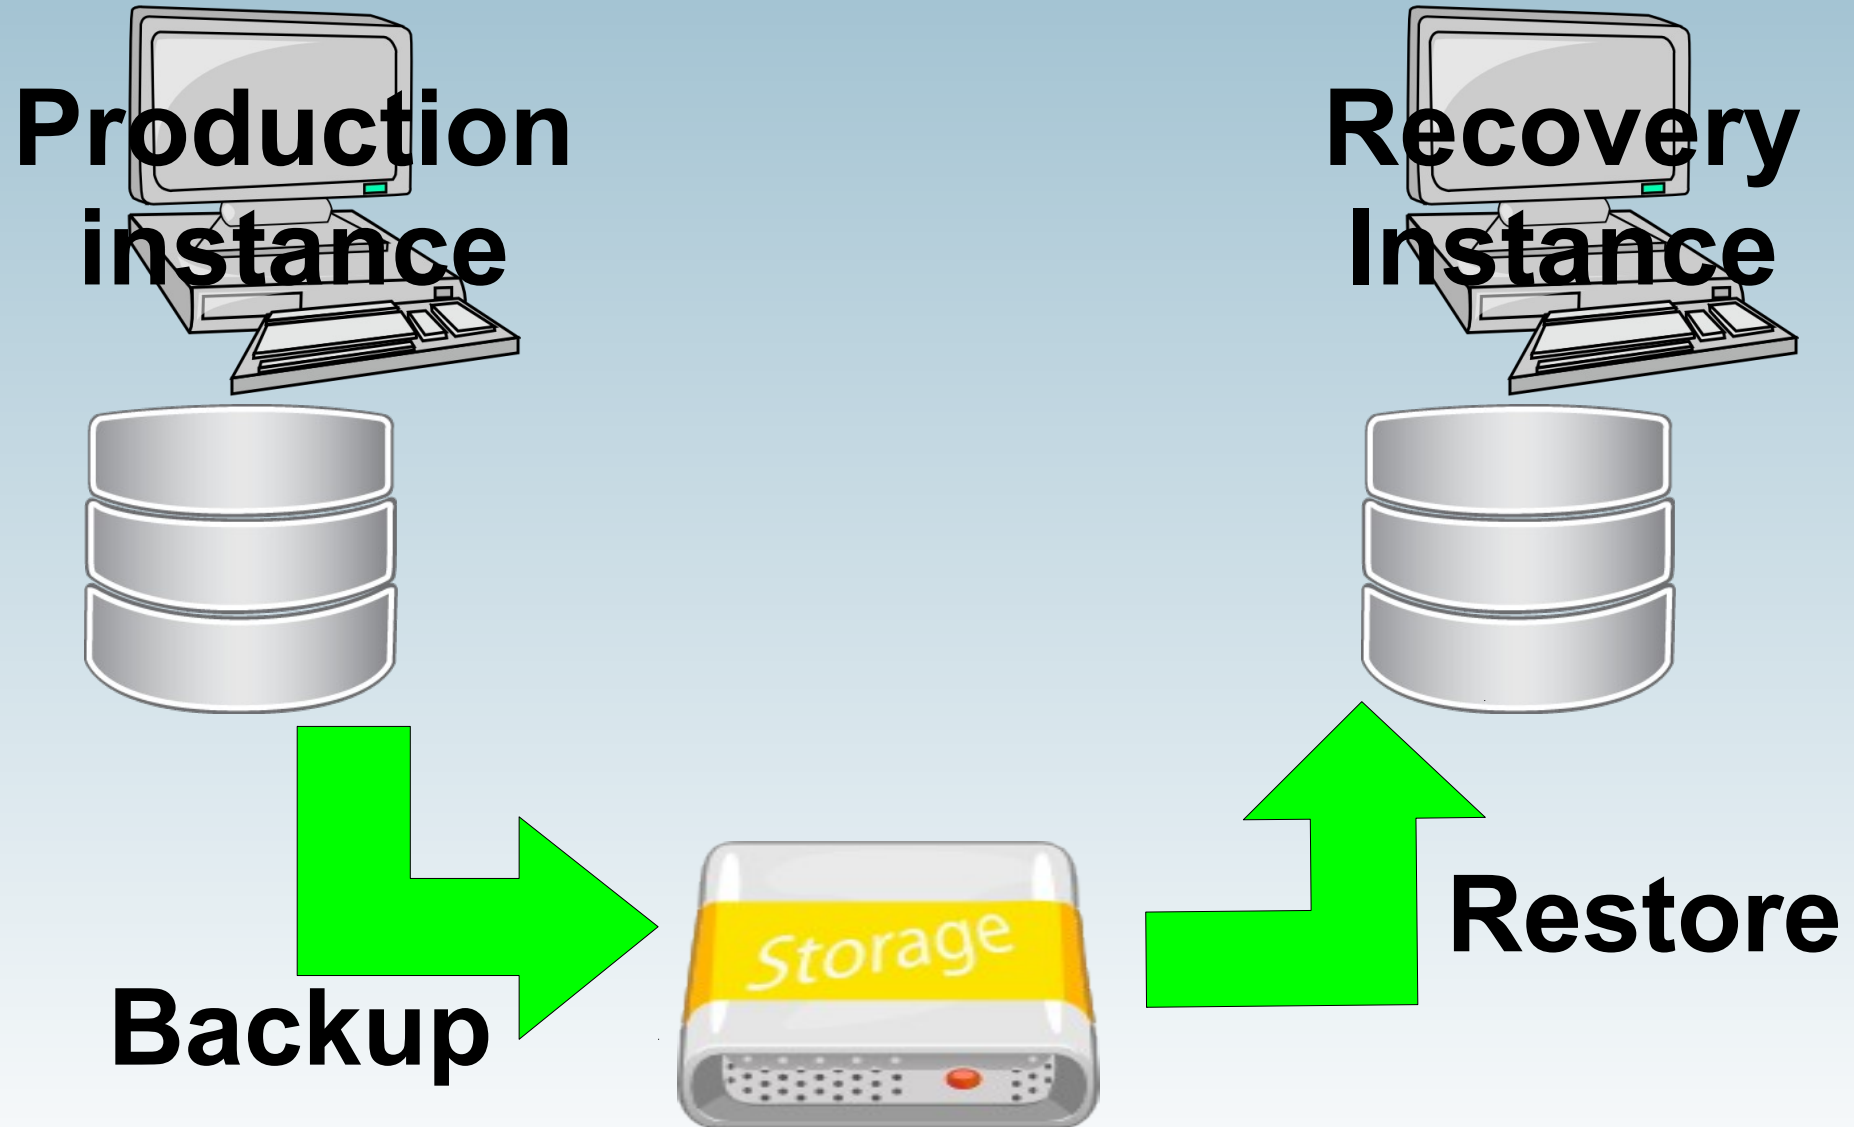 Production
instance
Recovery
Instance
Storage
Restore
Backup